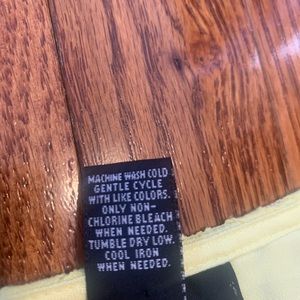 MACHINE WASH COLD
GENTLE CYCLE
WITH LIKE COLORS.
ONLY NON-
CHLORINE BLEACH
WHEN NEEDED.
TUMBLE DRY LOW.
COOL IRON
WHEN NEEDED.